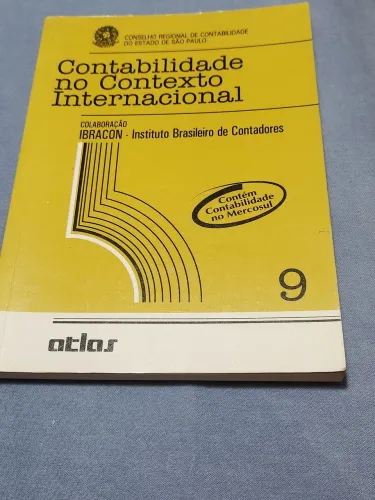 CONSELHO REGIONAL DE CONTABILIDADE
DO ESTADO DE SÃO PAULO
Contabilidade
no Contexto
Internacional
COLABORAÇÃO
IBRACON - Instituto Brasileiro de Contadores
Contém
Contabilidade
no Mercosul
9
atlas